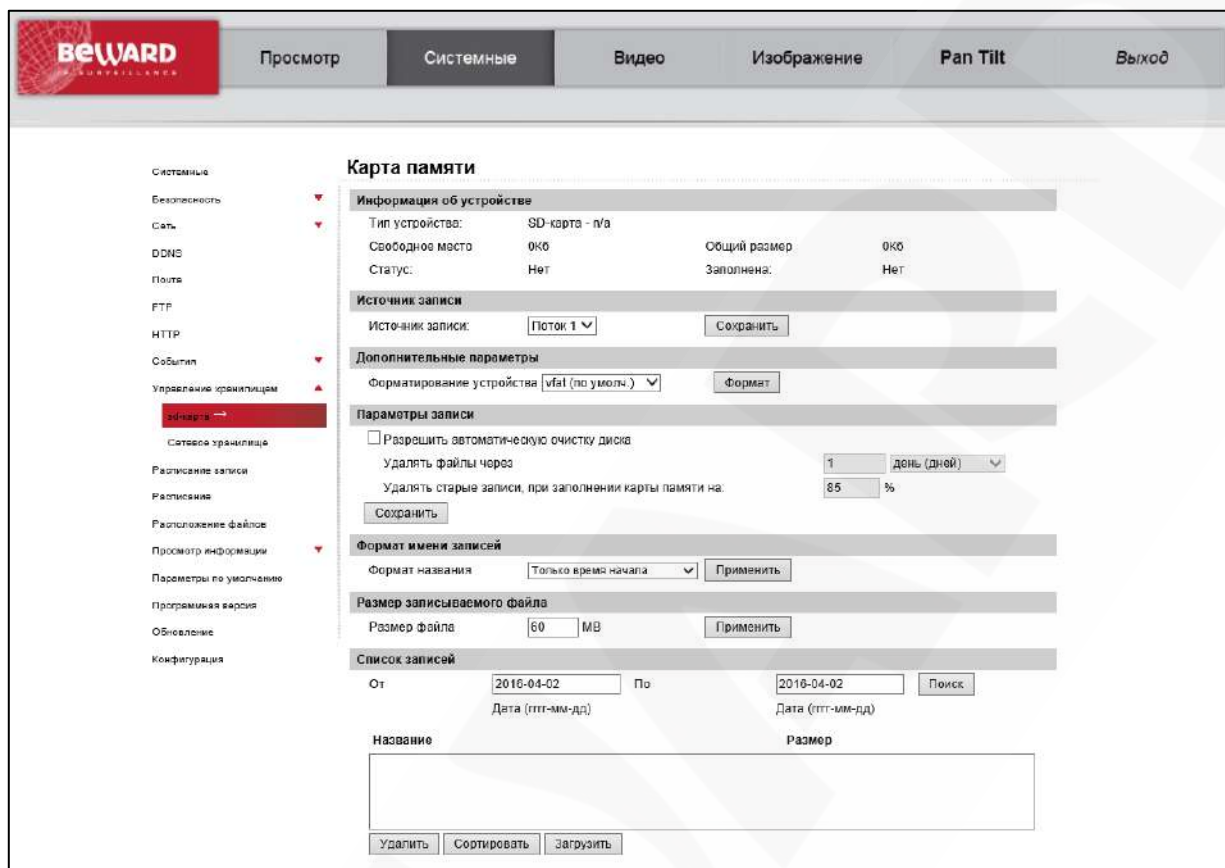 BEWARD
IP SURVEILLANCE
Просмотр Системные Видео Изображение Pan Tilt Выход
Системные
Безопасность
Сеть
DDNS
Почта
FTP
HTTP
События
Управление хранилищем
sd-карта →
Сетевое хранилище
Расписание записи
Расписание
Расположение файлов
Просмотр информации
Параметры по умолчанию
Программная версия
Обновление
Конфигурация
Карта памяти
Информация об устройстве
Тип устройства: SD-карта - n/a
Свободное место 0Кб Общий размер 0Кб
Статус: Нет Заполнена: Нет
Источник записи
Источник записи: Поток 1 Сохранить
Дополнительные параметры
Форматирование устройства vfat (по умолч.) Формат
Параметры записи
Разрешить автоматическую очистку диска
Удалять файлы через 1 день (дней)
Удалять старые записи, при заполнении карты памяти на: 85 %
Сохранить
Формат имени записей
Формат названия Только время начала Применить
Размер записываемого файла
Размер файла 60 MB Применить
Список записей
От 2016-04-02 По 2016-04-02 Поиск
Дата (гггг-мм-дд) Дата (гггг-мм-дд)
Название Размер
Удалить Сортировать Загрузить